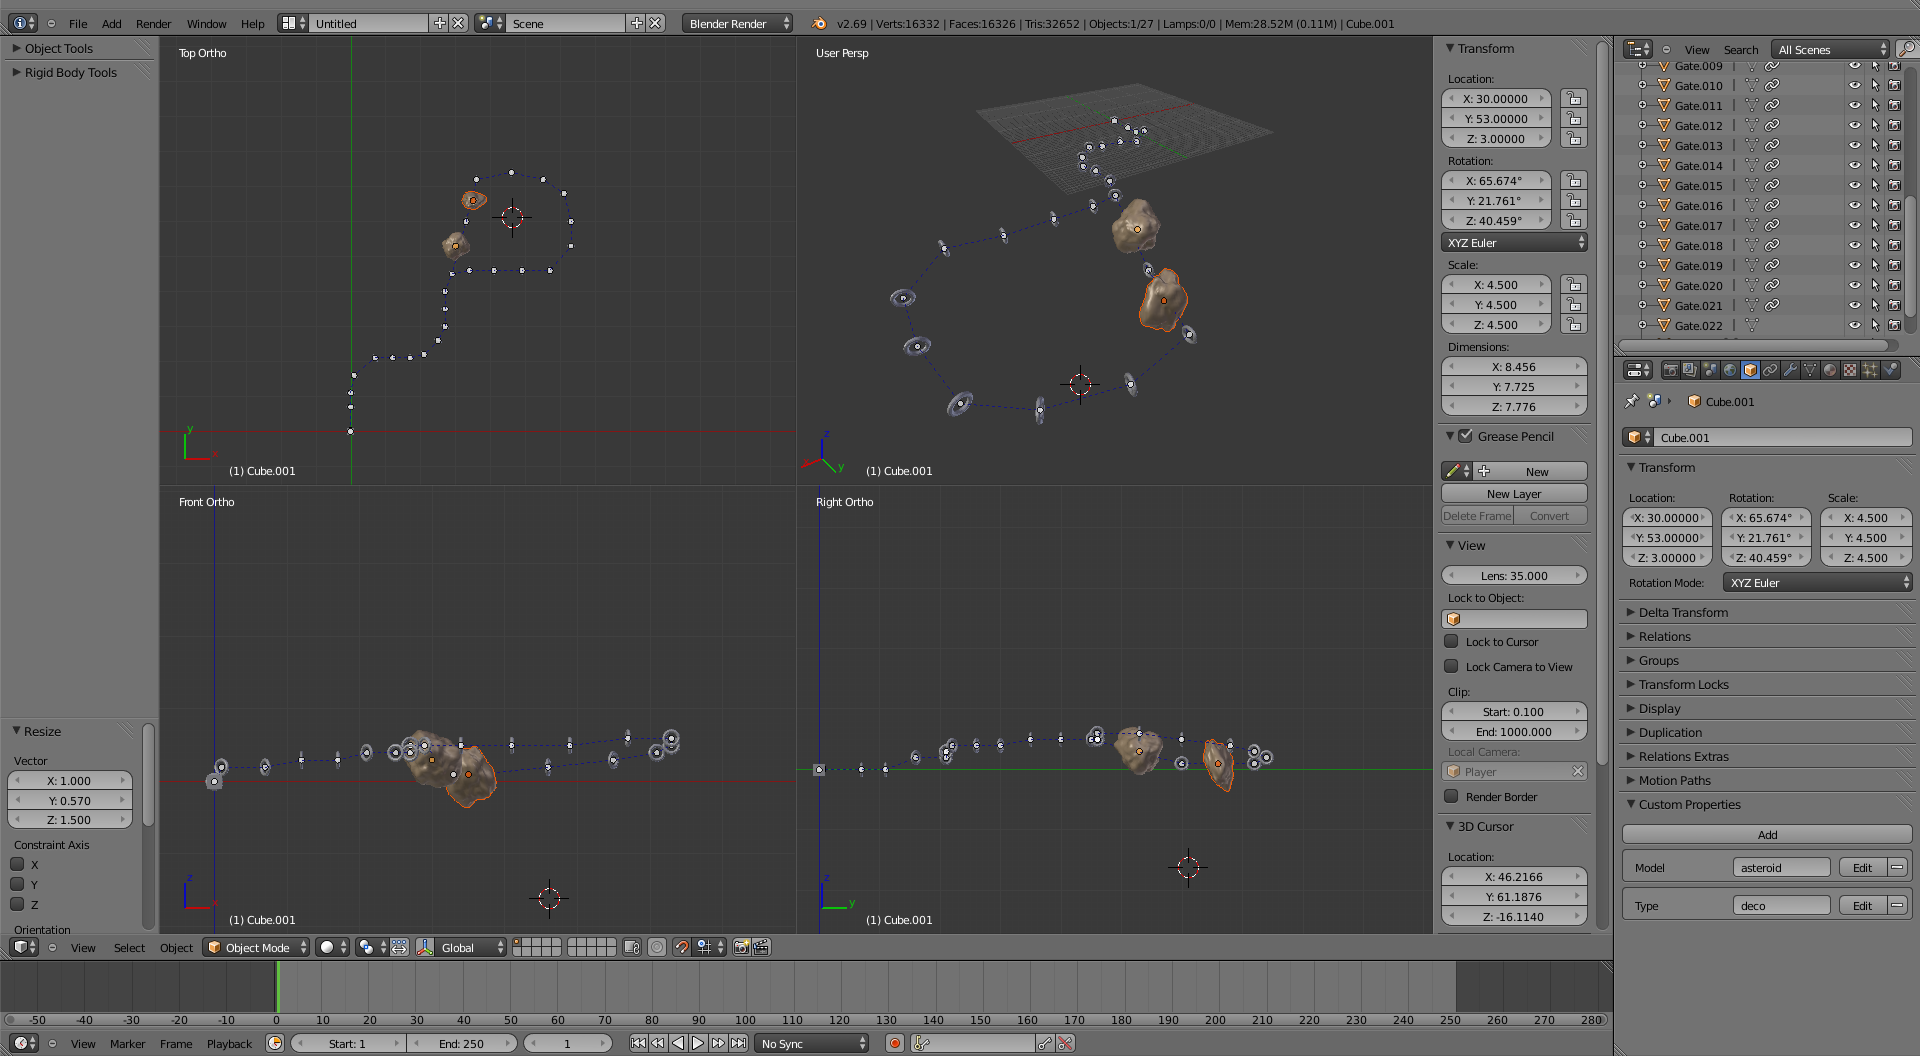 File Add Render Window Help Untitled Scene Blender Render v2.69 | Verts:16332 | Faces:16326 | Tris:32652 | Objects:1/27 | Lamps:0/0 | Mem:28.52M (0.11M) | Cube.001
Object Tools
Rigid Body Tools
Resize
Vector
X: 1.000
Y: 0.570
Z: 1.500
Constraint Axis
X
Y
Z
Orientation
Top Ortho
y
x
(1) Cube.001
User Persp
z
x
y
(1) Cube.001
Front Ortho
z
x
(1) Cube.001
Right Ortho
z
y
(1) Cube.001
Transform
Location:
X: 30.00000
Y: 53.00000
Z: 3.00000
Rotation:
X: 65.674°
Y: 21.761°
Z: 40.459°
XYZ Euler
Scale:
X: 4.500
Y: 4.500
Z: 4.500
Dimensions:
X: 8.456
Y: 7.725
Z: 7.776
Grease Pencil
New
New Layer
Delete Frame Convert
View
Lens: 35.000
Lock to Object:
Lock to Cursor
Lock Camera to View
Clip:
Start: 0.100
End: 1000.000
Local Camera:
Player
Render Border
3D Cursor
Location:
X: 46.2166
Y: 61.1876
Z: -16.1140
View Search All Scenes
Gate.009
Gate.010
Gate.011
Gate.012
Gate.013
Gate.014
Gate.015
Gate.016
Gate.017
Gate.018
Gate.019
Gate.020
Gate.021
Gate.022
Cube.001
Cube.001
Transform
Location: Rotation: Scale:
X: 30.00000 X: 65.674° X: 4.500
Y: 53.00000 Y: 21.761° Y: 4.500
Z: 3.00000 Z: 40.459° Z: 4.500
Rotation Mode: XYZ Euler
Delta Transform
Relations
Groups
Transform Locks
Display
Duplication
Relations Extras
Motion Paths
Custom Properties
Add
Model asteroid Edit
Type deco Edit
View Select Object Object Mode Global
-50 -40 -30 -20 -10 0 10 20 30 40 50 60 70 80 90 100 110 120 130 140 150 160 170 180 190 200 210 220 230 240 250 260 270 280
View Marker Frame Playback Start: 1 End: 250 1 No Sync